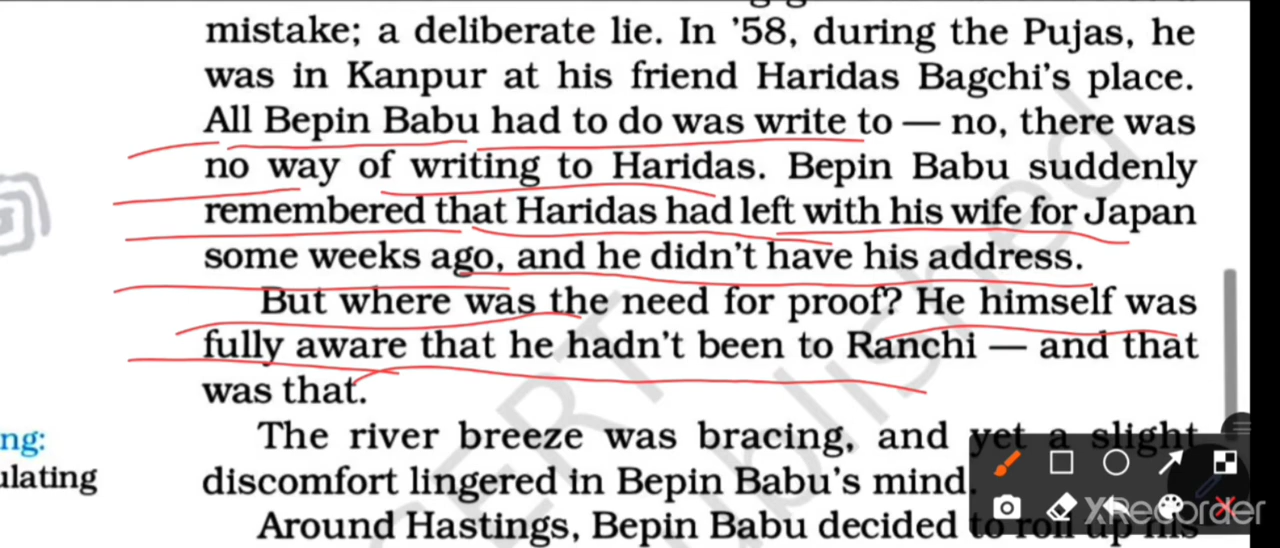 mistake; a deliberate lie. In ’58, during the Pujas, he
was in Kanpur at his friend Haridas Bagchi’s place.
All Bepin Babu had to do was write to — no, there was
no way of writing to Haridas. Bepin Babu suddenly
remembered that Haridas had left with his wife for Japan
some weeks ago, and he didn’t have his address.
But where was the need for proof? He himself was
fully aware that he hadn’t been to Ranchi — and that
was that.
The river breeze was bracing, and yet a slight
ng:
ulating
discomfort lingered in Bepin Babu’s mind.
Around Hastings, Bepin Babu decided to roll up his
XRecorder